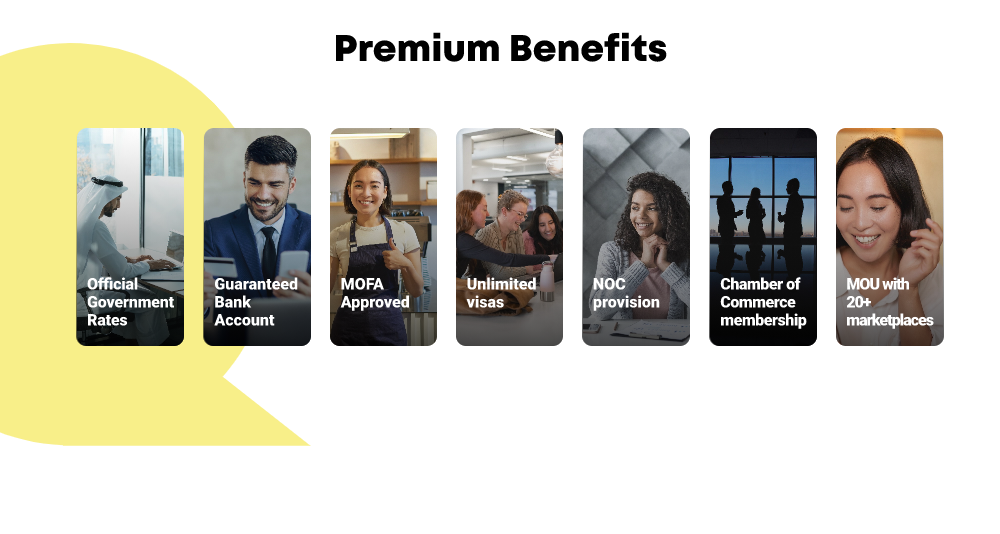 Premium Benefits
Official
Government
Rates
Guaranteed
Bank
Account
MOFA
Approved
Unlimited
visas
NOC
provision
Chamber of
Commerce
membership
MOU with
20+
marketplaces